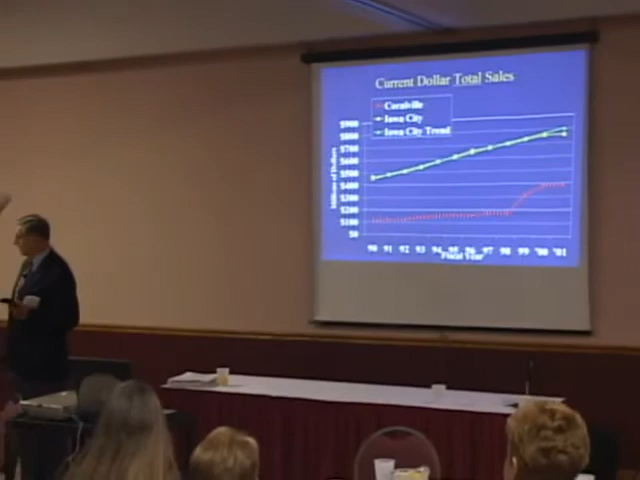 Current Dollar Total Sales
Coralville
Iowa City
Iowa City Trend
$900
$800
$700
$600
$500
$400
$300
$200
$100
$0
Millions of Dollars
90 91 92 93 94 95 96 97 98 99 '00 '01
Fiscal Year